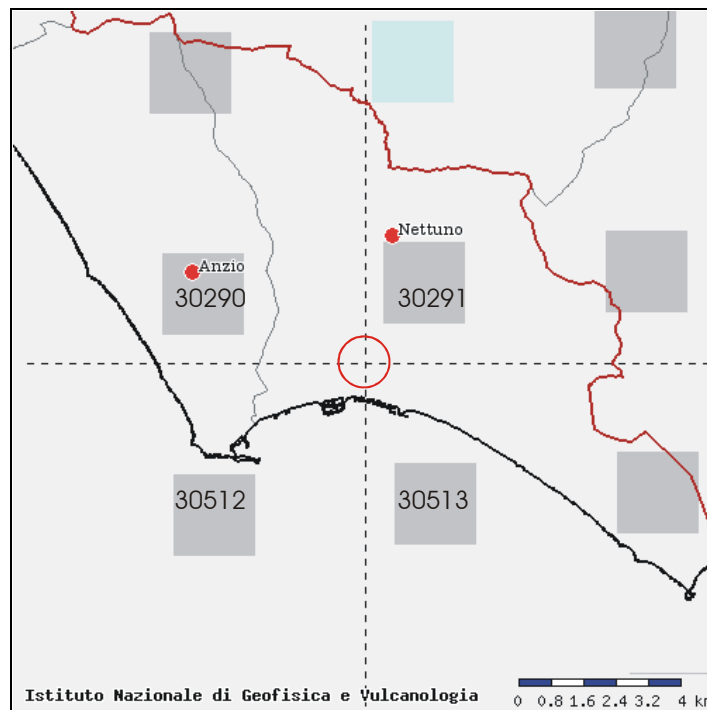 Nettuno
Anzio
30290
30291
30512
30513
Istituto Nazionale di Geofisica e Vulcanologia
0 0.8 1.6 2.4 3.2 4 km